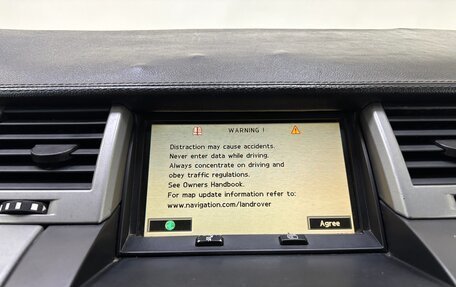 WARNING !
Distraction may cause accidents.
Never enter data while driving.
Always concentrate on driving and
obey traffic regulations.
See Owners Handbook.
For map update information refer to:
www.navigation.com/landrover
Agree